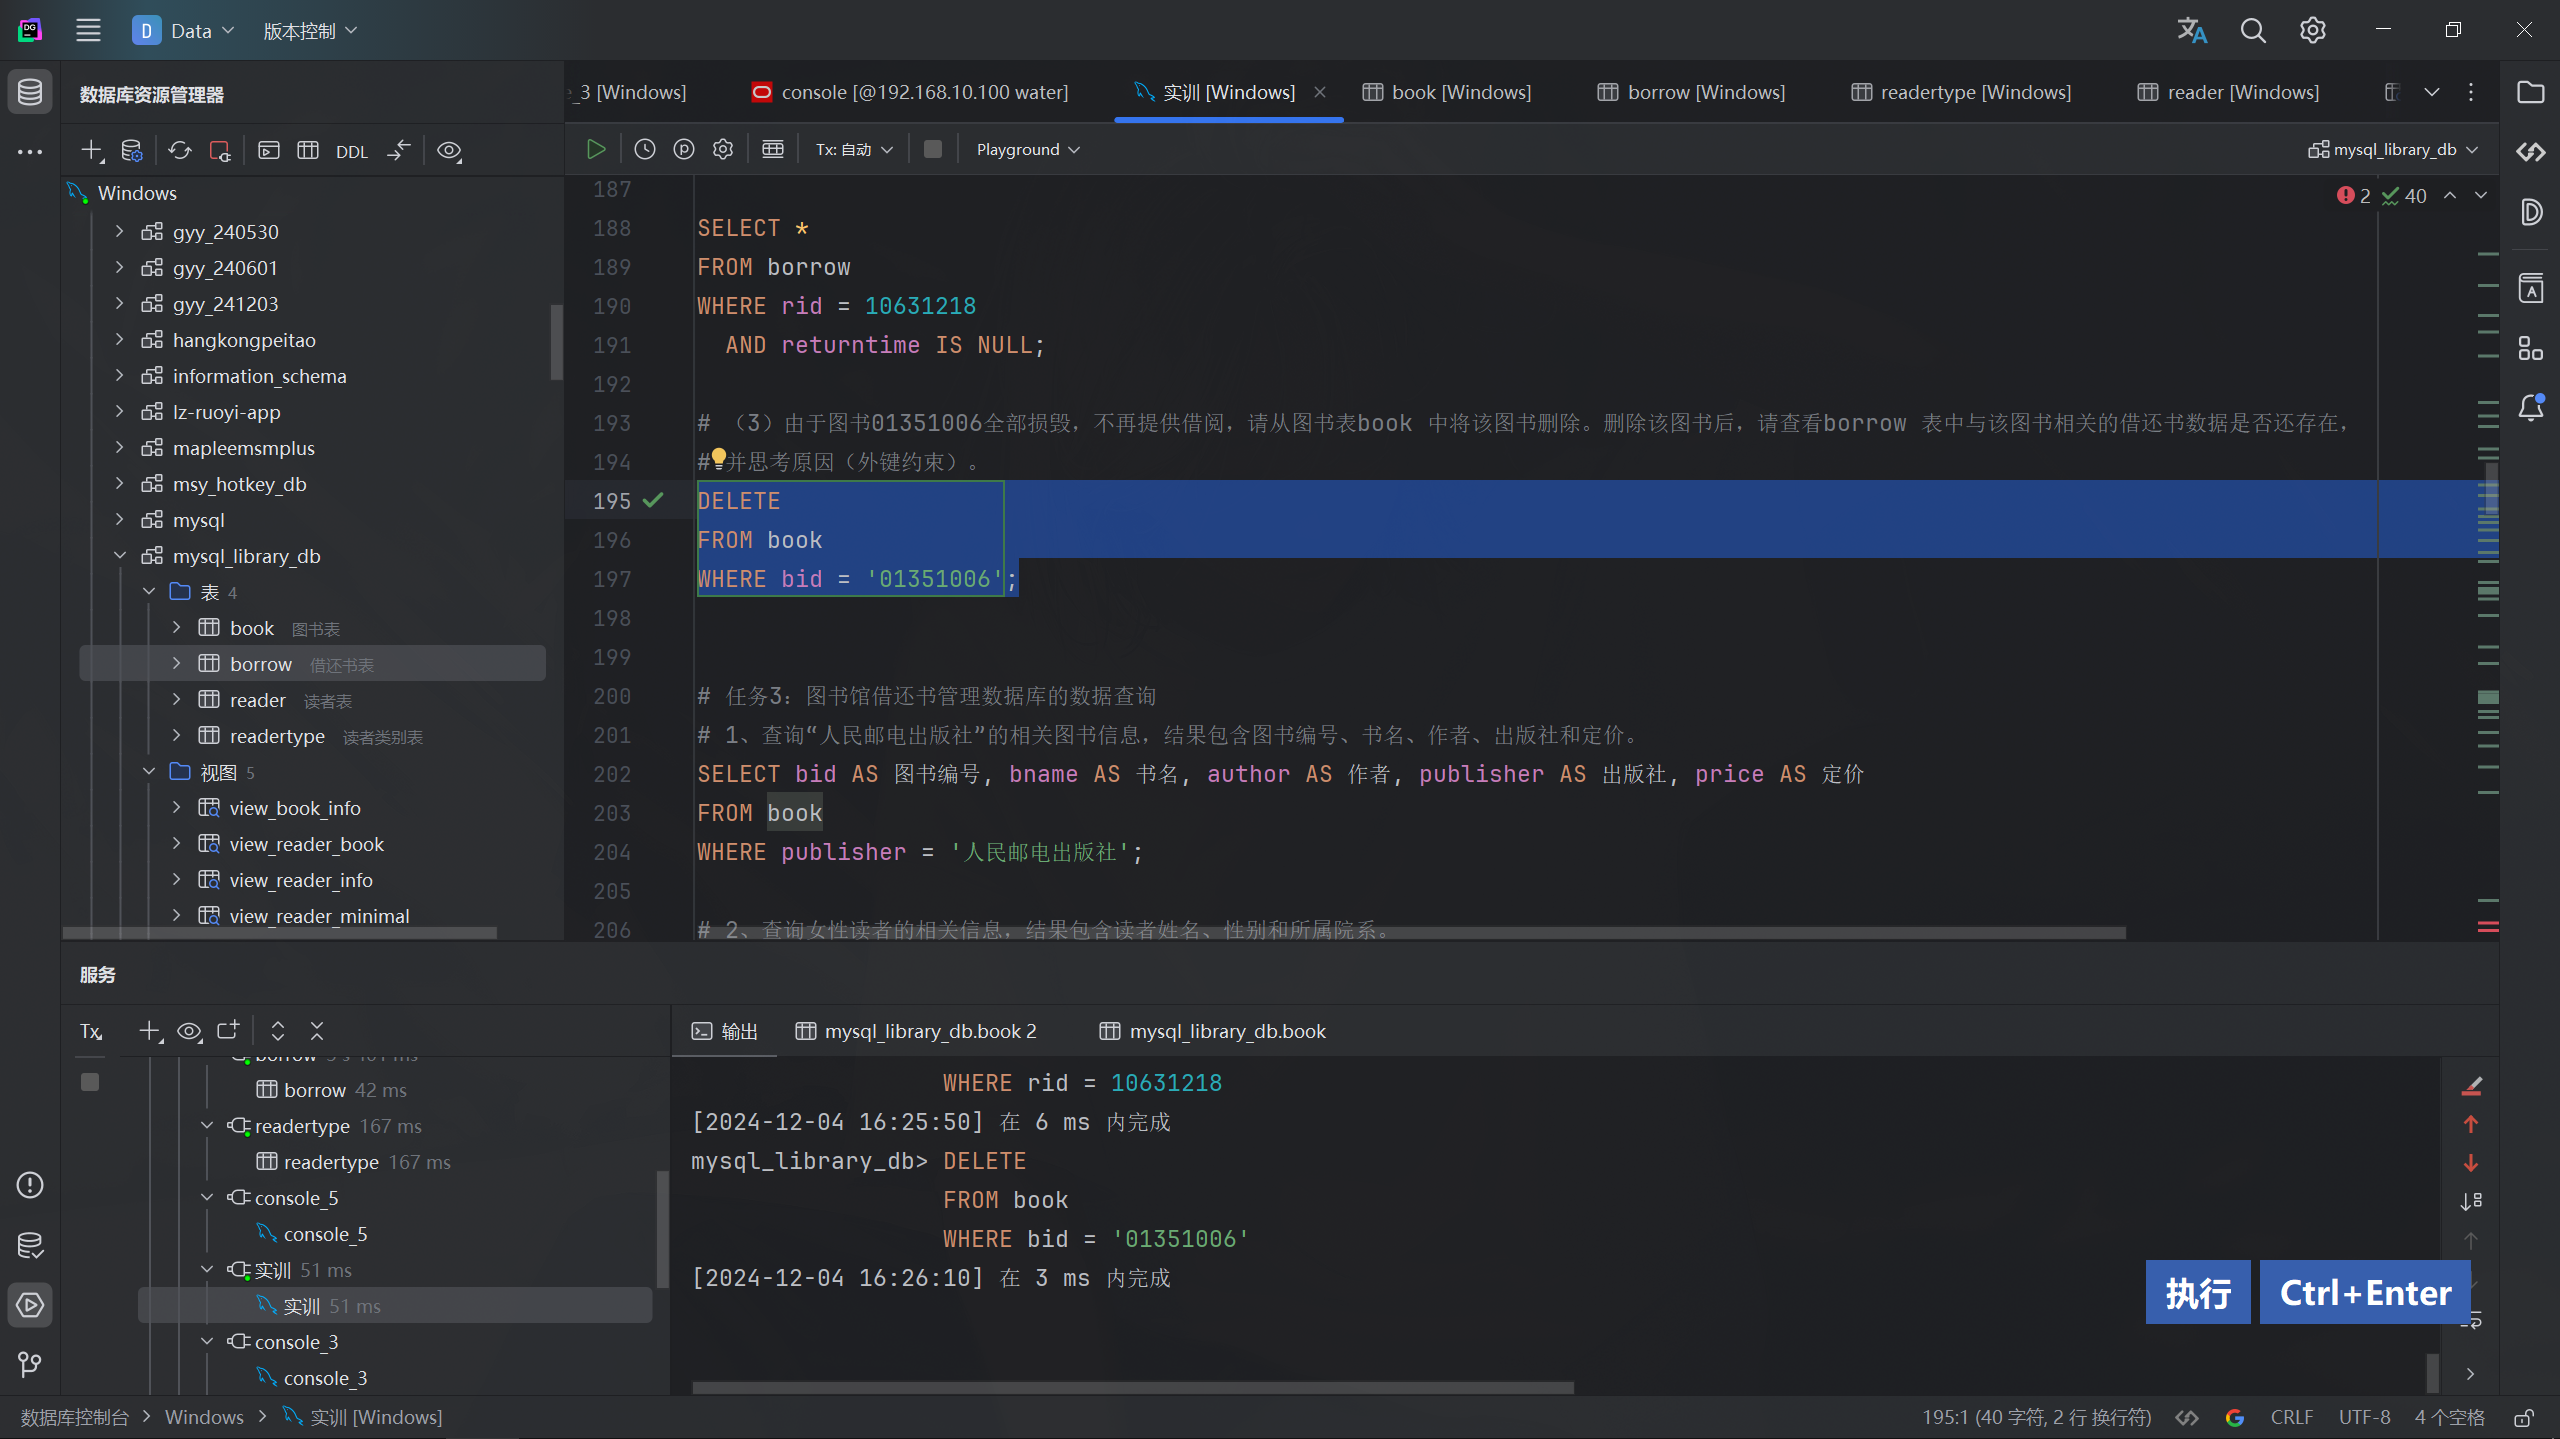 D Data 版本控制
数据库资源管理器
_3 [Windows] console [@192.168.10.100 water] 实训 [Windows] book [Windows] borrow [Windows] readertype [Windows] reader [Windows]
DDL
Tx: 自动 Playground mysql_library_db
Windows
gyy_240530
gyy_240601
gyy_241203
hangkongpeitao
information_schema
lz-ruoyi-app
mapleemsmplus
msy_hotkey_db
mysql
mysql_library_db
表 4
book 图书表
borrow 借还书表
reader 读者表
readertype 读者类别表
视图 5
view_book_info
view_reader_book
view_reader_info
view_reader_minimal
2 40
187
188 SELECT *
189 FROM borrow
190 WHERE rid = 10631218
191 AND returntime IS NULL;
192
193 # （3）由于图书01351006全部损毁，不再提供借阅，请从图书表book 中将该图书删除。删除该图书后，请查看borrow 表中与该图书相关的借还书数据是否还存在，
194 # 并思考原因（外键约束）。
195 DELETE
196 FROM book
197 WHERE bid = '01351006';
198
199
200 # 任务3：图书馆借还书管理数据库的数据查询
201 # 1、查询“人民邮电出版社”的相关图书信息，结果包含图书编号、书名、作者、出版社和定价。
202 SELECT bid AS 图书编号, bname AS 书名, author AS 作者, publisher AS 出版社, price AS 定价
203 FROM book
204 WHERE publisher = '人民邮电出版社';
205
206 # 2、查询女性读者的相关信息，结果包含读者姓名、性别和所属院系。
服务
Tx
borrow
borrow 42 ms
readertype 167 ms
readertype 167 ms
console_5
console_5
实训 51 ms
实训 51 ms
console_3
console_3
输出 mysql_library_db.book 2 mysql_library_db.book
WHERE rid = 10631218
[2024-12-04 16:25:50] 在 6 ms 内完成
mysql_library_db> DELETE
FROM book
WHERE bid = '01351006'
[2024-12-04 16:26:10] 在 3 ms 内完成
执行 Ctrl+Enter
数据库控制台 Windows 实训 [Windows] 195:1 (40 字符, 2 行 换行符) CRLF UTF-8 4 个空格